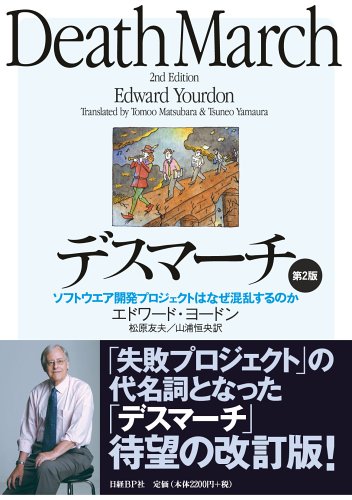 Death March
2nd Edition
Edward Yourdon
Translated by Tomoo Matsubara & Tsuneo Yamaura
デスマーチ 第2版
ソフトウエア開発プロジェクトはなぜ混乱するのか
エドワード・ヨードン
松原友夫/山浦恒央訳
「失敗プロジェクト」の
代名詞となった
「デスマーチ」
待望の改訂版!
日経BP社 定価(本体2200円+税)